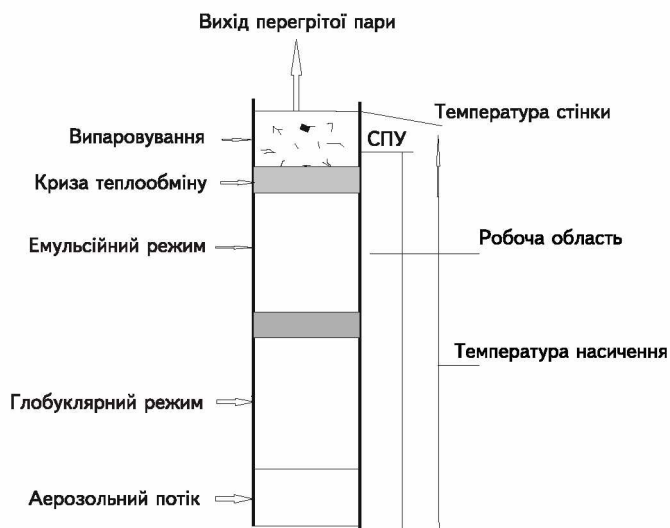 Вихід перегрітої пари
Температура стінки
Випаровування
СПУ
Криза теплообміну
Емульсійний режим
Робоча область
Температура насичення
Глобуклярний режим
Аерозольний потік